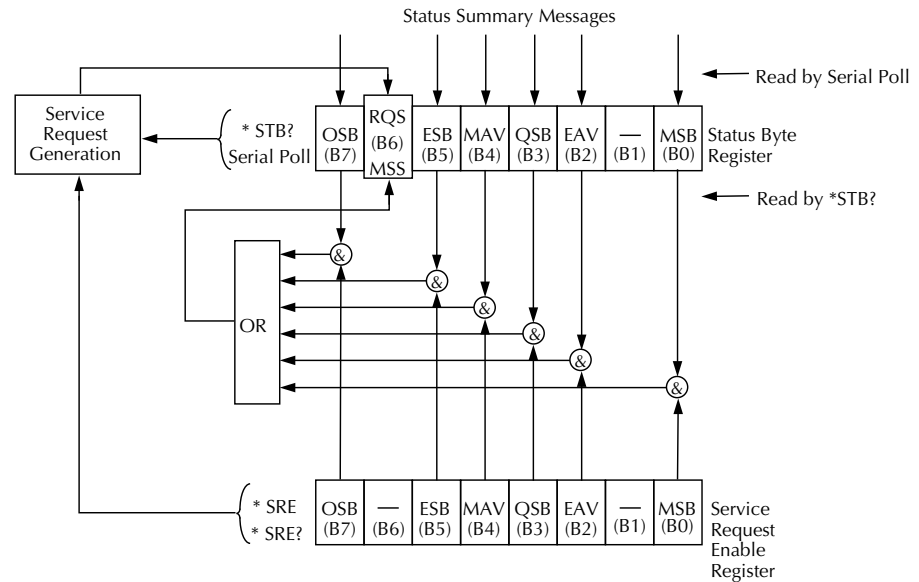 Status Summary Messages
Read by Serial Poll
Service
Request
Generation
* STB?
Serial Poll
OSB
(B7)
RQS
(B6)
MSS
ESB
(B5)
MAV
(B4)
QSB
(B3)
EAV
(B2)
—
(B1)
MSB
(B0)
Status Byte
Register
Read by *STB?
&
&
&
&
&
&
OR
* SRE
* SRE?
OSB
(B7)
—
(B6)
ESB
(B5)
MAV
(B4)
QSB
(B3)
EAV
(B2)
—
(B1)
MSB
(B0)
Service
Request
Enable
Register